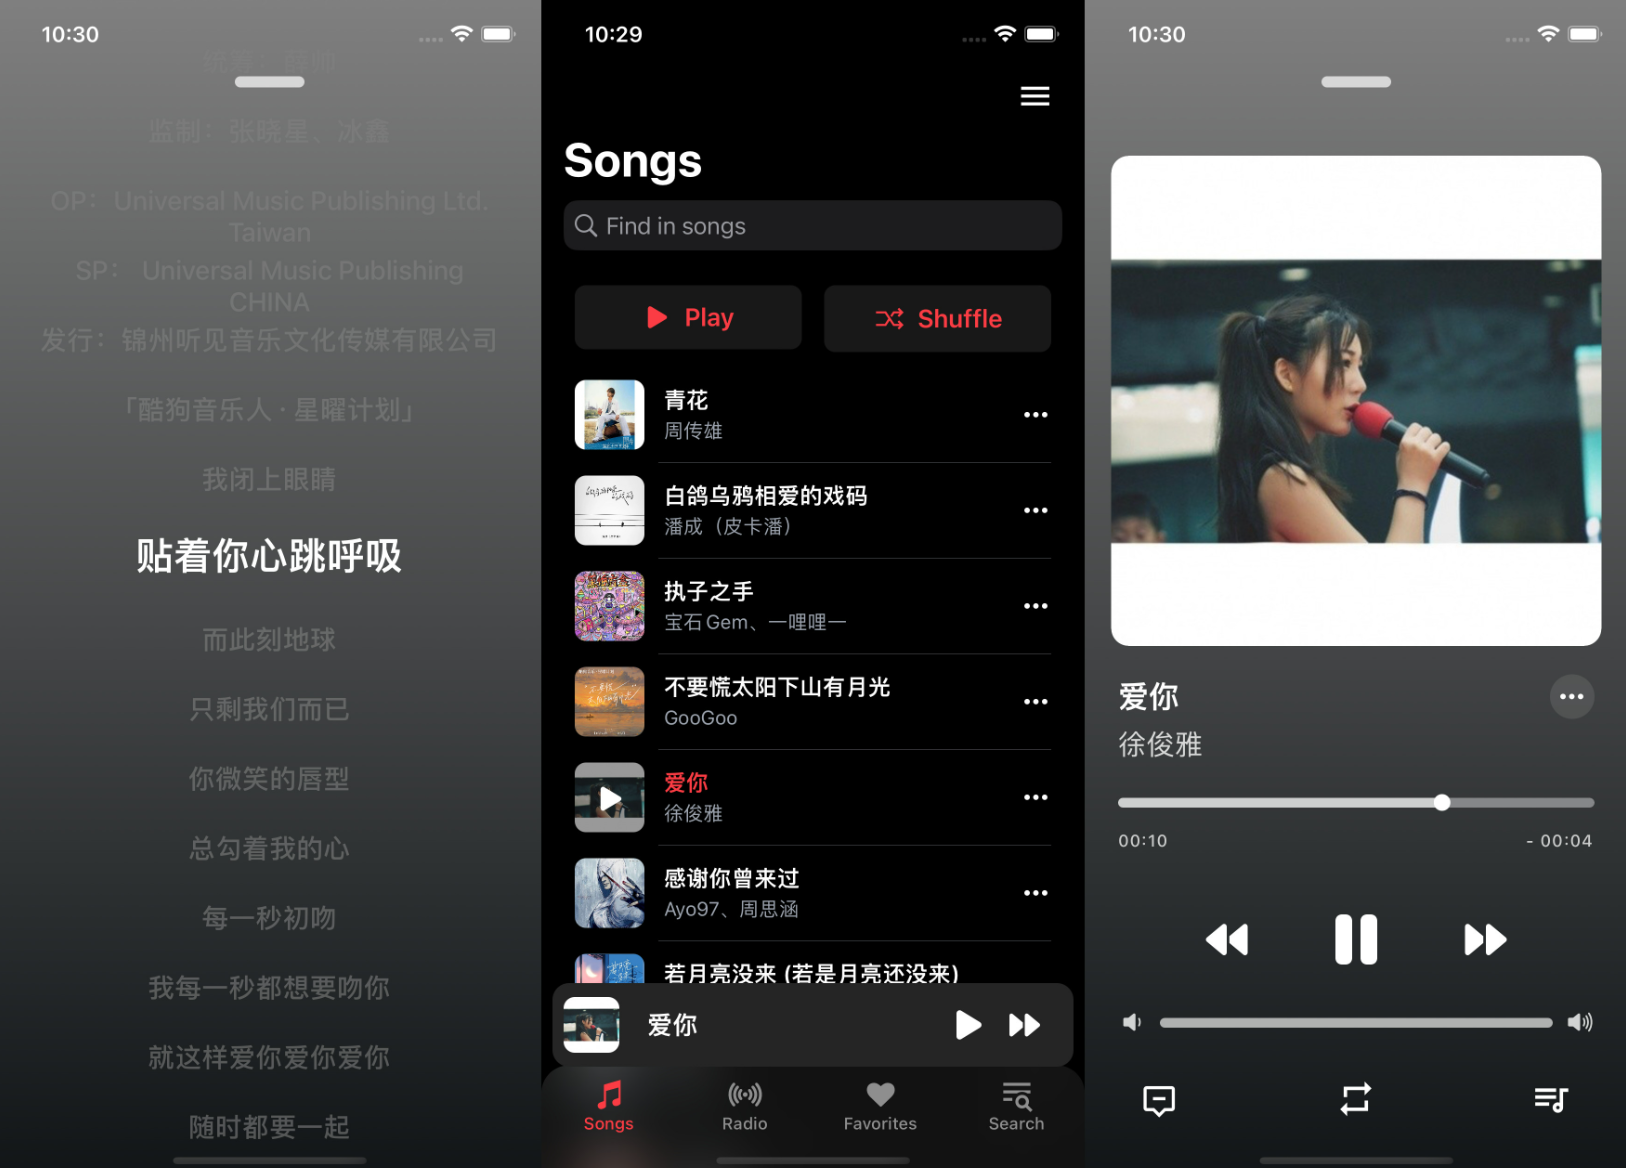 10:30
统筹：薛帅
监制：张晓星、冰鑫
OP： Universal Music Publishing Ltd.
Taiwan
SP： Universal Music Publishing
CHINA
发行：锦州听见音乐文化传媒有限公司
「酷狗音乐人 · 星曜计划」
我闭上眼睛
贴着你心跳呼吸
而此刻地球
只剩我们而已
你微笑的唇型
总勾着我的心
每一秒初吻
我每一秒都想要吻你
就这样爱你爱你爱你
随时都要一起
10:29
Songs
Find in songs
Play
Shuffle
青花
周传雄
白鸽乌鸦相爱的戏码
潘成（皮卡潘）
执子之手
宝石Gem、一哩哩一
不要慌太阳下山有月光
GooGoo
爱你
徐俊雅
感谢你曾来过
Ayo97、周思涵
若月亮没来 (若是月亮还没来)
爱你
Songs
Radio
Favorites
Search
10:30
爱你
徐俊雅
00:10
- 00:04